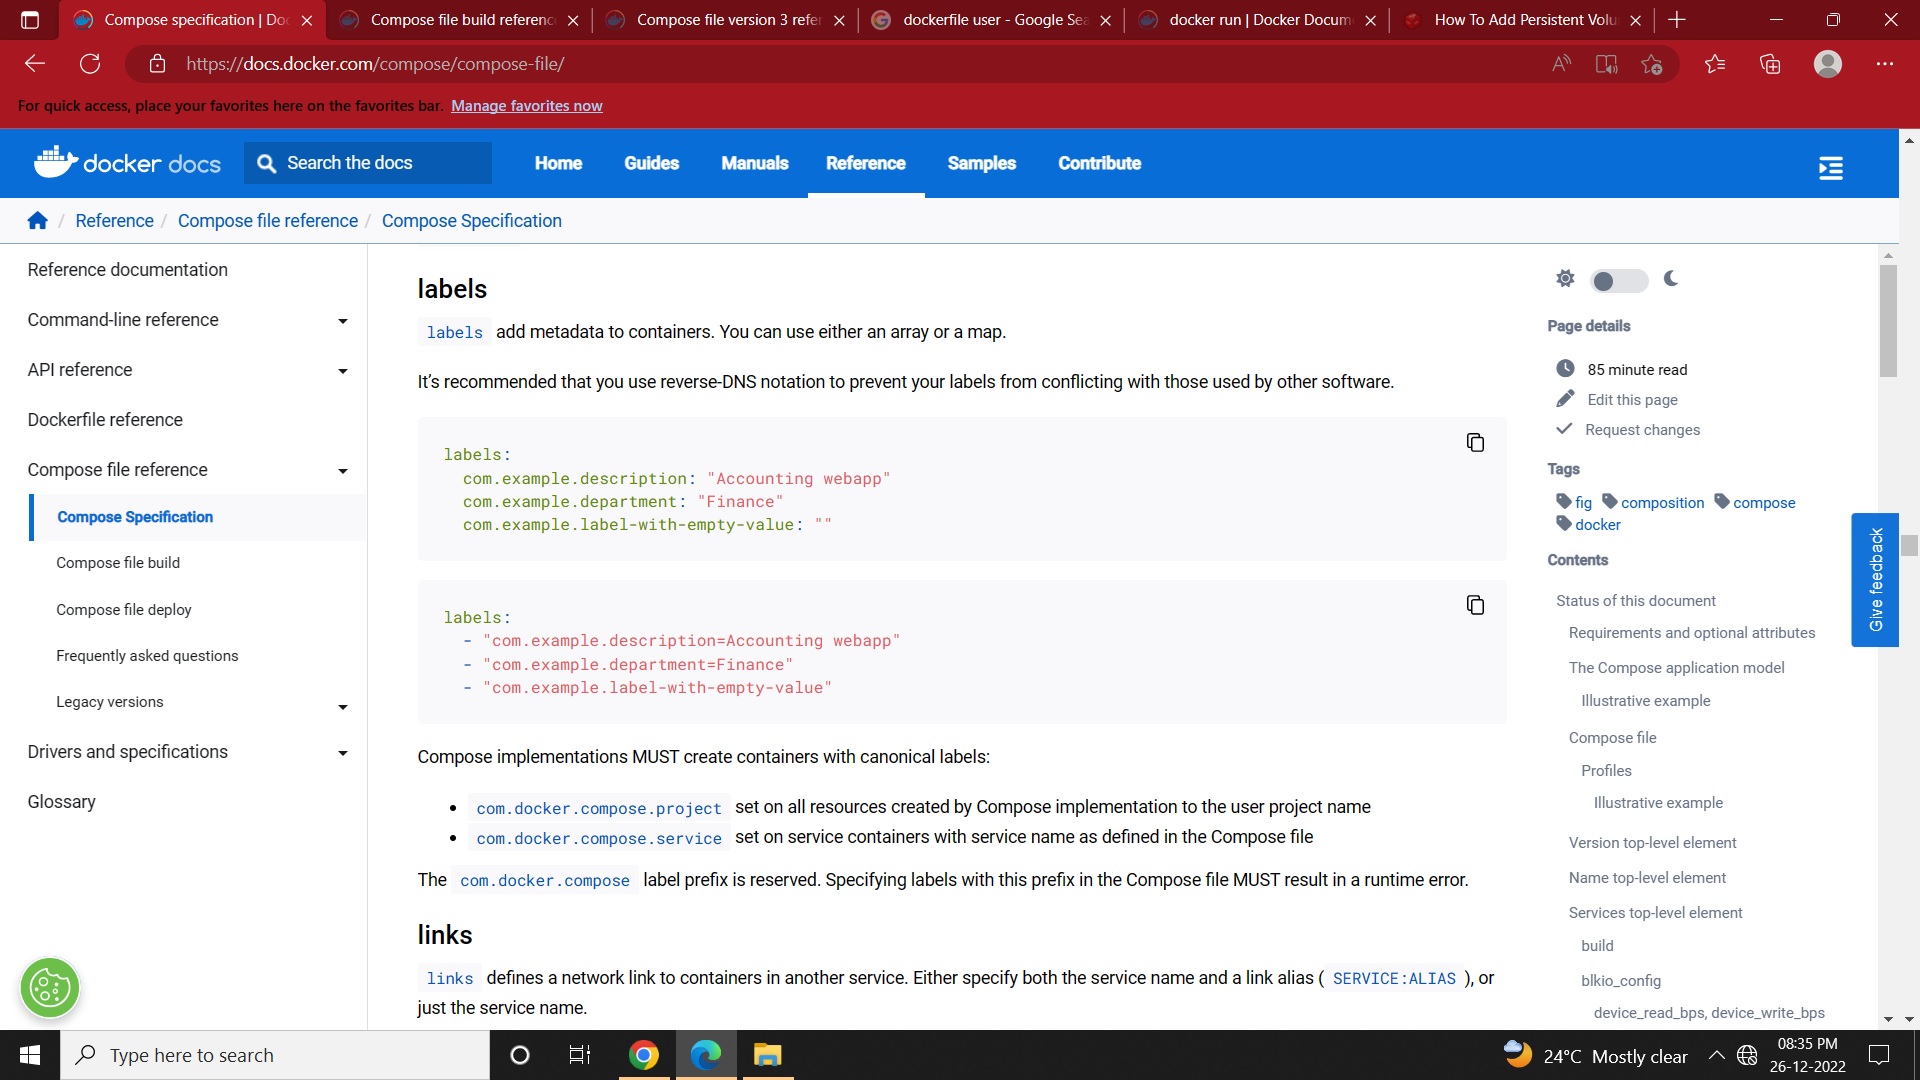 Compose specification | Doc
Compose file build referenc
Compose file version 3 refer
dockerfile user - Google Sea
docker run | Docker Docum
How To Add Persistent Volu
https://docs.docker.com/compose/compose-file/
For quick access, place your favorites here on the favorites bar. Manage favorites now
docker docs
Search the docs
Home
Guides
Manuals
Reference
Samples
Contribute
/ Reference / Compose file reference / Compose Specification
Reference documentation
Command-line reference
API reference
Dockerfile reference
Compose file reference
Compose Specification
Compose file build
Compose file deploy
Frequently asked questions
Legacy versions
Drivers and specifications
Glossary
labels
labels add metadata to containers. You can use either an array or a map.
It's recommended that you use reverse-DNS notation to prevent your labels from conflicting with those used by other software.
labels:
com.example.description: "Accounting webapp"
com.example.department: "Finance"
com.example.label-with-empty-value: ""
labels:
- "com.example.description=Accounting webapp"
- "com.example.department=Finance"
- "com.example.label-with-empty-value"
Compose implementations MUST create containers with canonical labels:
• com.docker.compose.project set on all resources created by Compose implementation to the user project name
• com.docker.compose.service set on service containers with service name as defined in the Compose file
The com.docker.compose label prefix is reserved. Specifying labels with this prefix in the Compose file MUST result in a runtime error.
links
links defines a network link to containers in another service. Either specify both the service name and a link alias ( SERVICE:ALIAS ), or
just the service name.
Page details
85 minute read
Edit this page
Request changes
Tags
fig composition compose
docker
Contents
Status of this document
Requirements and optional attributes
The Compose application model
Illustrative example
Compose file
Profiles
Illustrative example
Version top-level element
Name top-level element
Services top-level element
build
blkio_config
device_read_bps, device_write_bps
Give feedback
Type here to search
24°C Mostly clear
08:35 PM
26-12-2022